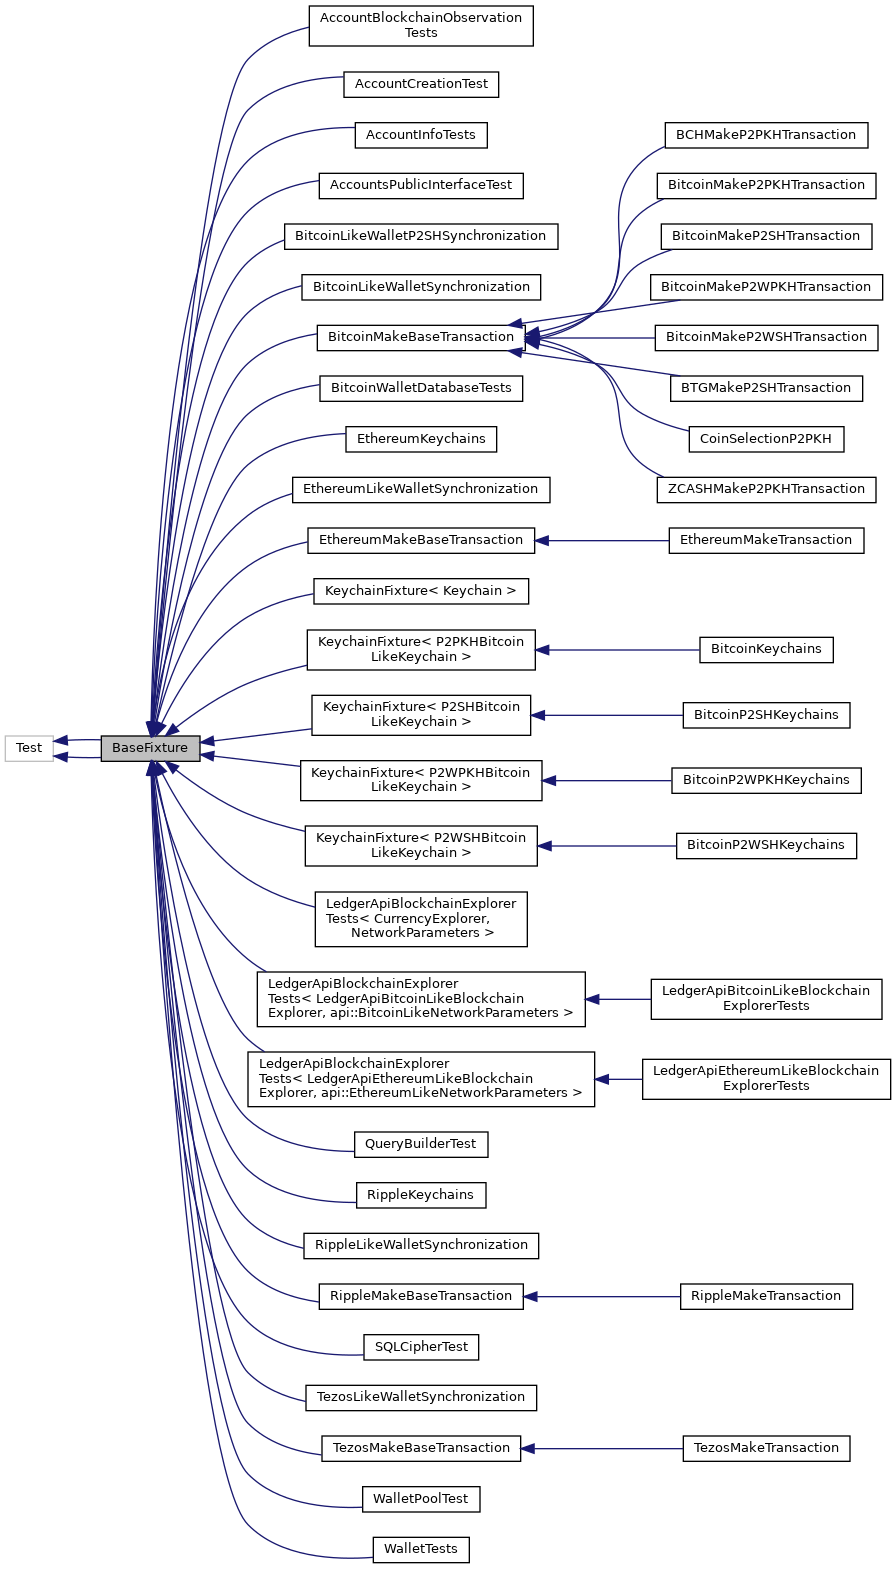 AccountBlockchainObservation
Tests
AccountCreationTest
AccountInfoTests
AccountsPublicInterfaceTest
BitcoinLikeWalletP2SHSynchronization
BitcoinLikeWalletSynchronization
BitcoinMakeBaseTransaction
BitcoinWalletDatabaseTests
EthereumKeychains
EthereumLikeWalletSynchronization
EthereumMakeBaseTransaction
KeychainFixture< Keychain >
KeychainFixture< P2PKHBitcoin
LikeKeychain >
KeychainFixture< P2SHBitcoin
LikeKeychain >
KeychainFixture< P2WPKHBitcoin
LikeKeychain >
KeychainFixture< P2WSHBitcoin
LikeKeychain >
LedgerApiBlockchainExplorer
Tests< CurrencyExplorer,
NetworkParameters >
LedgerApiBlockchainExplorer
Tests< LedgerApiBitcoinLikeBlockchain
Explorer, api::BitcoinLikeNetworkParameters >
LedgerApiBlockchainExplorer
Tests< LedgerApiEthereumLikeBlockchain
Explorer, api::EthereumLikeNetworkParameters >
QueryBuilderTest
RippleKeychains
RippleLikeWalletSynchronization
RippleMakeBaseTransaction
SQLCipherTest
TezosLikeWalletSynchronization
TezosMakeBaseTransaction
WalletPoolTest
WalletTests
Test
BaseFixture
BCHMakeP2PKHTransaction
BitcoinMakeP2PKHTransaction
BitcoinMakeP2SHTransaction
BitcoinMakeP2WPKHTransaction
BitcoinMakeP2WSHTransaction
BTGMakeP2SHTransaction
CoinSelectionP2PKH
ZCASHMakeP2PKHTransaction
EthereumMakeTransaction
BitcoinKeychains
BitcoinP2SHKeychains
BitcoinP2WPKHKeychains
BitcoinP2WSHKeychains
LedgerApiBitcoinLikeBlockchain
ExplorerTests
LedgerApiEthereumLikeBlockchain
ExplorerTests
RippleMakeTransaction
TezosMakeTransaction